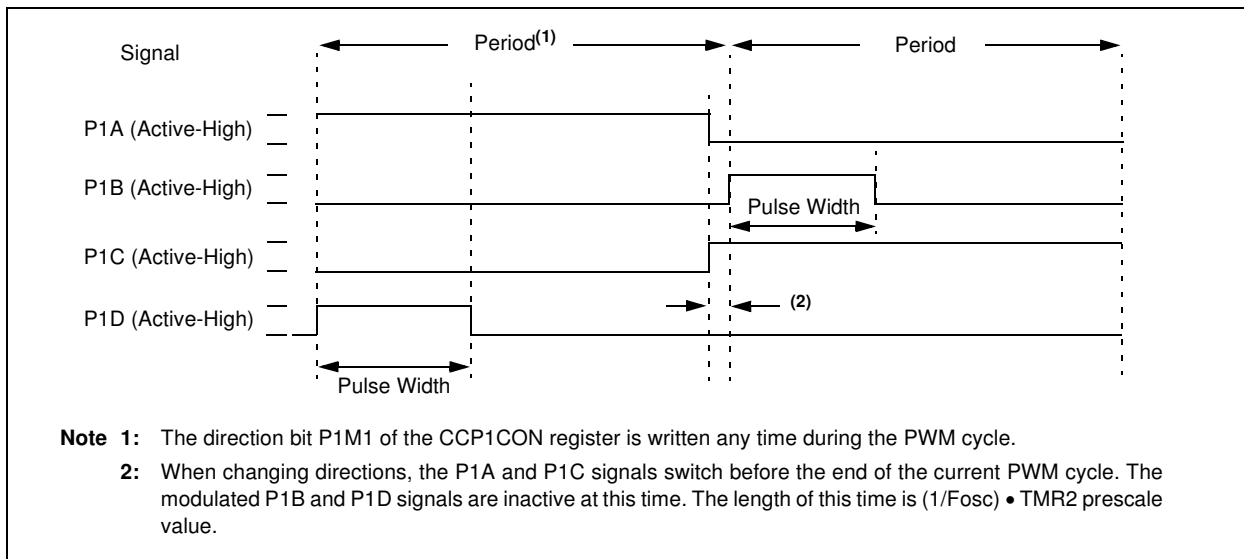 Signal
Period(1)
Period
P1A (Active-High)
P1B (Active-High)
Pulse Width
P1C (Active-High)
(2)
P1D (Active-High)
Pulse Width
Note 1: The direction bit P1M1 of the CCP1CON register is written any time during the PWM cycle.
2: When changing directions, the P1A and P1C signals switch before the end of the current PWM cycle. The
modulated P1B and P1D signals are inactive at this time. The length of this time is (1/Fosc) • TMR2 prescale
value.